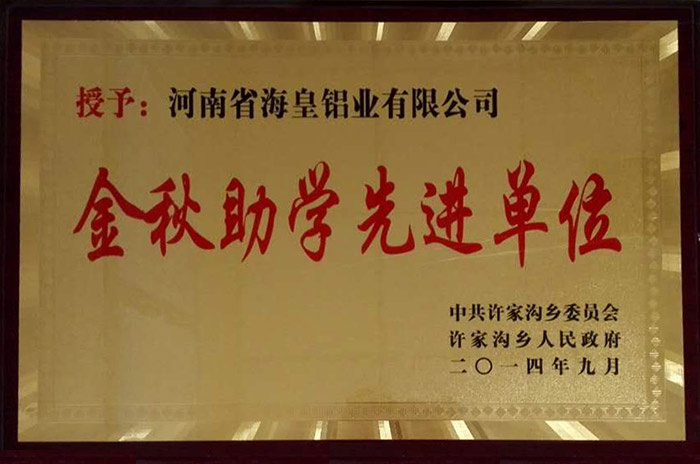 授予：河南省海皇铝业有限公司
金秋助学先进单位
中共许家沟乡委员会
许家沟乡人民政府
二〇一四年九月